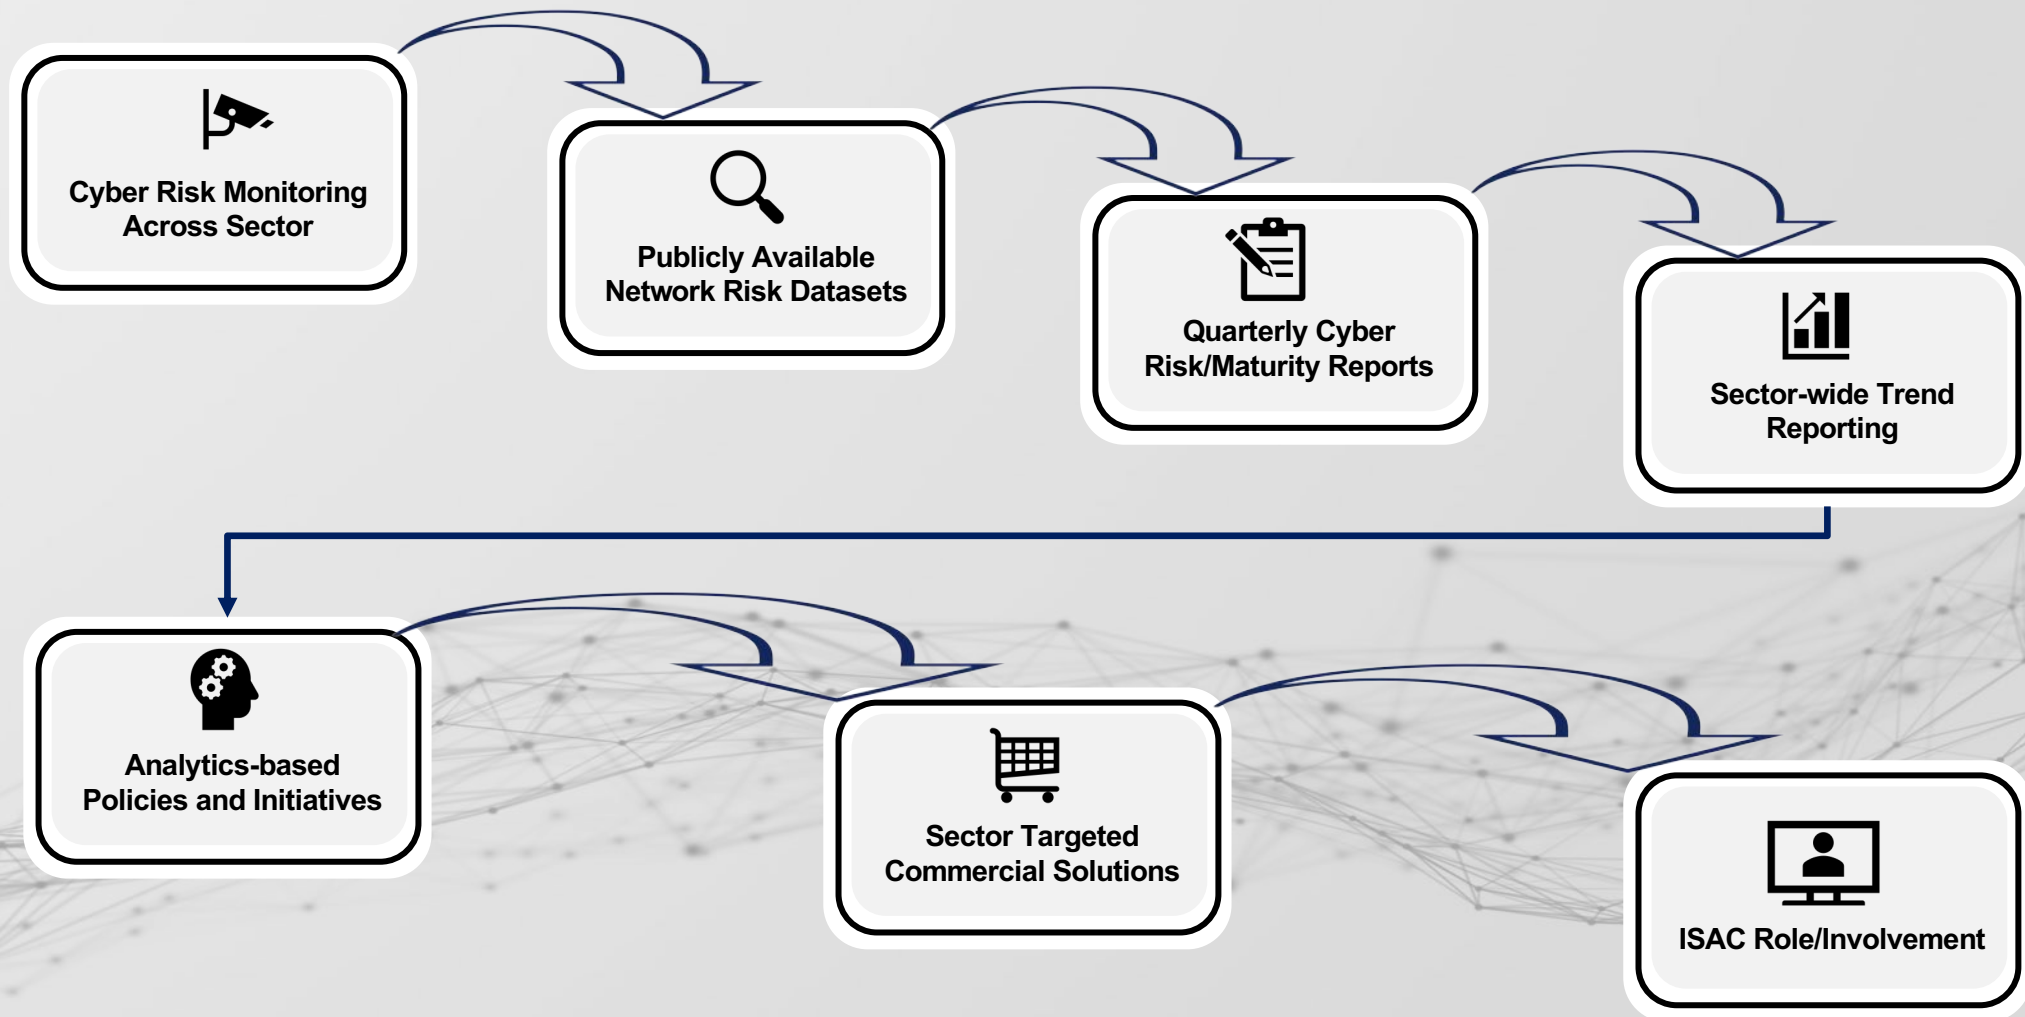 Cyber Risk Monitoring
Across Sector
Publicly Available
Network Risk Datasets
Quarterly Cyber
Risk/Maturity Reports
Sector-wide Trend
Reporting
Analytics-based
Policies and Initiatives
Sector Targeted
Commercial Solutions
ISAC Role/Involvement